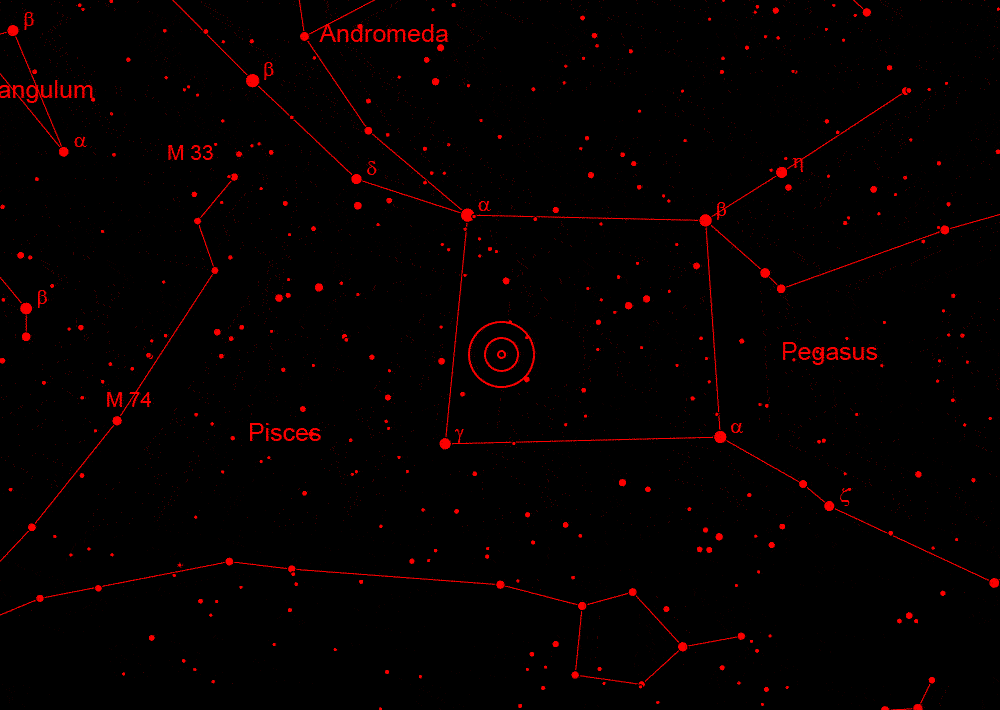 β
Andromeda
β
angulum
α
M 33
δ
η
α
β
β
Pegasus
M 74
Pisces
γ
α
ζ